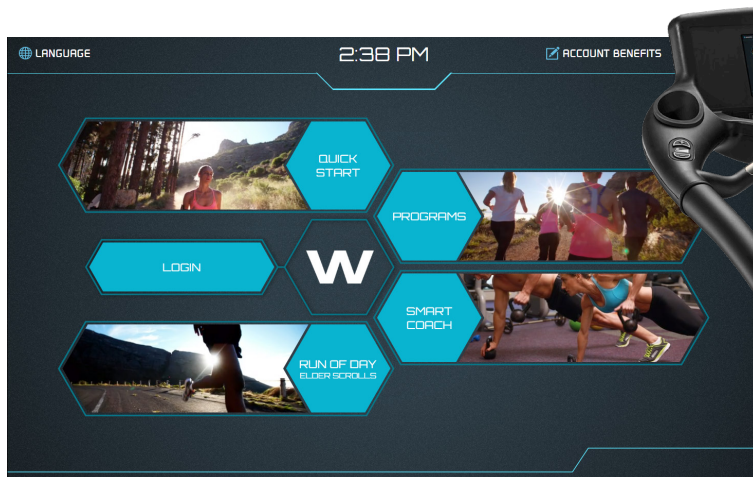 LANGUAGE
2:38 PM
ACCOUNT BENEFITS
QUICK
START
PROGRAMS
LOGIN
W
SMART
COACH
RUN OF DAY
ELDER SCROLLS